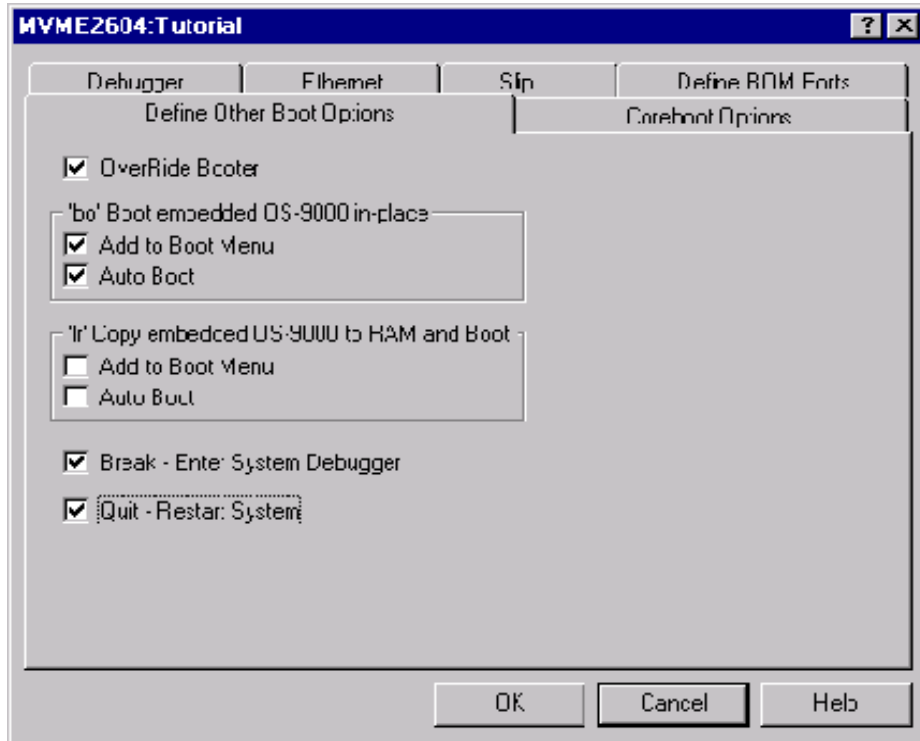 MVME2604:Tutorial
Debugger Ethernet Slip Define ROM Ports
Define Other Boot Options Coreboot Options
OverRide Booter
'bo' Boot embedded OS-9000 in-place
Add to Boot Menu
Auto Boot
'lr' Copy embedded OS-9000 to RAM and Boot
Add to Boot Menu
Auto Boot
Break - Enter System Debugger
Quit - Restart System
OK Cancel Help